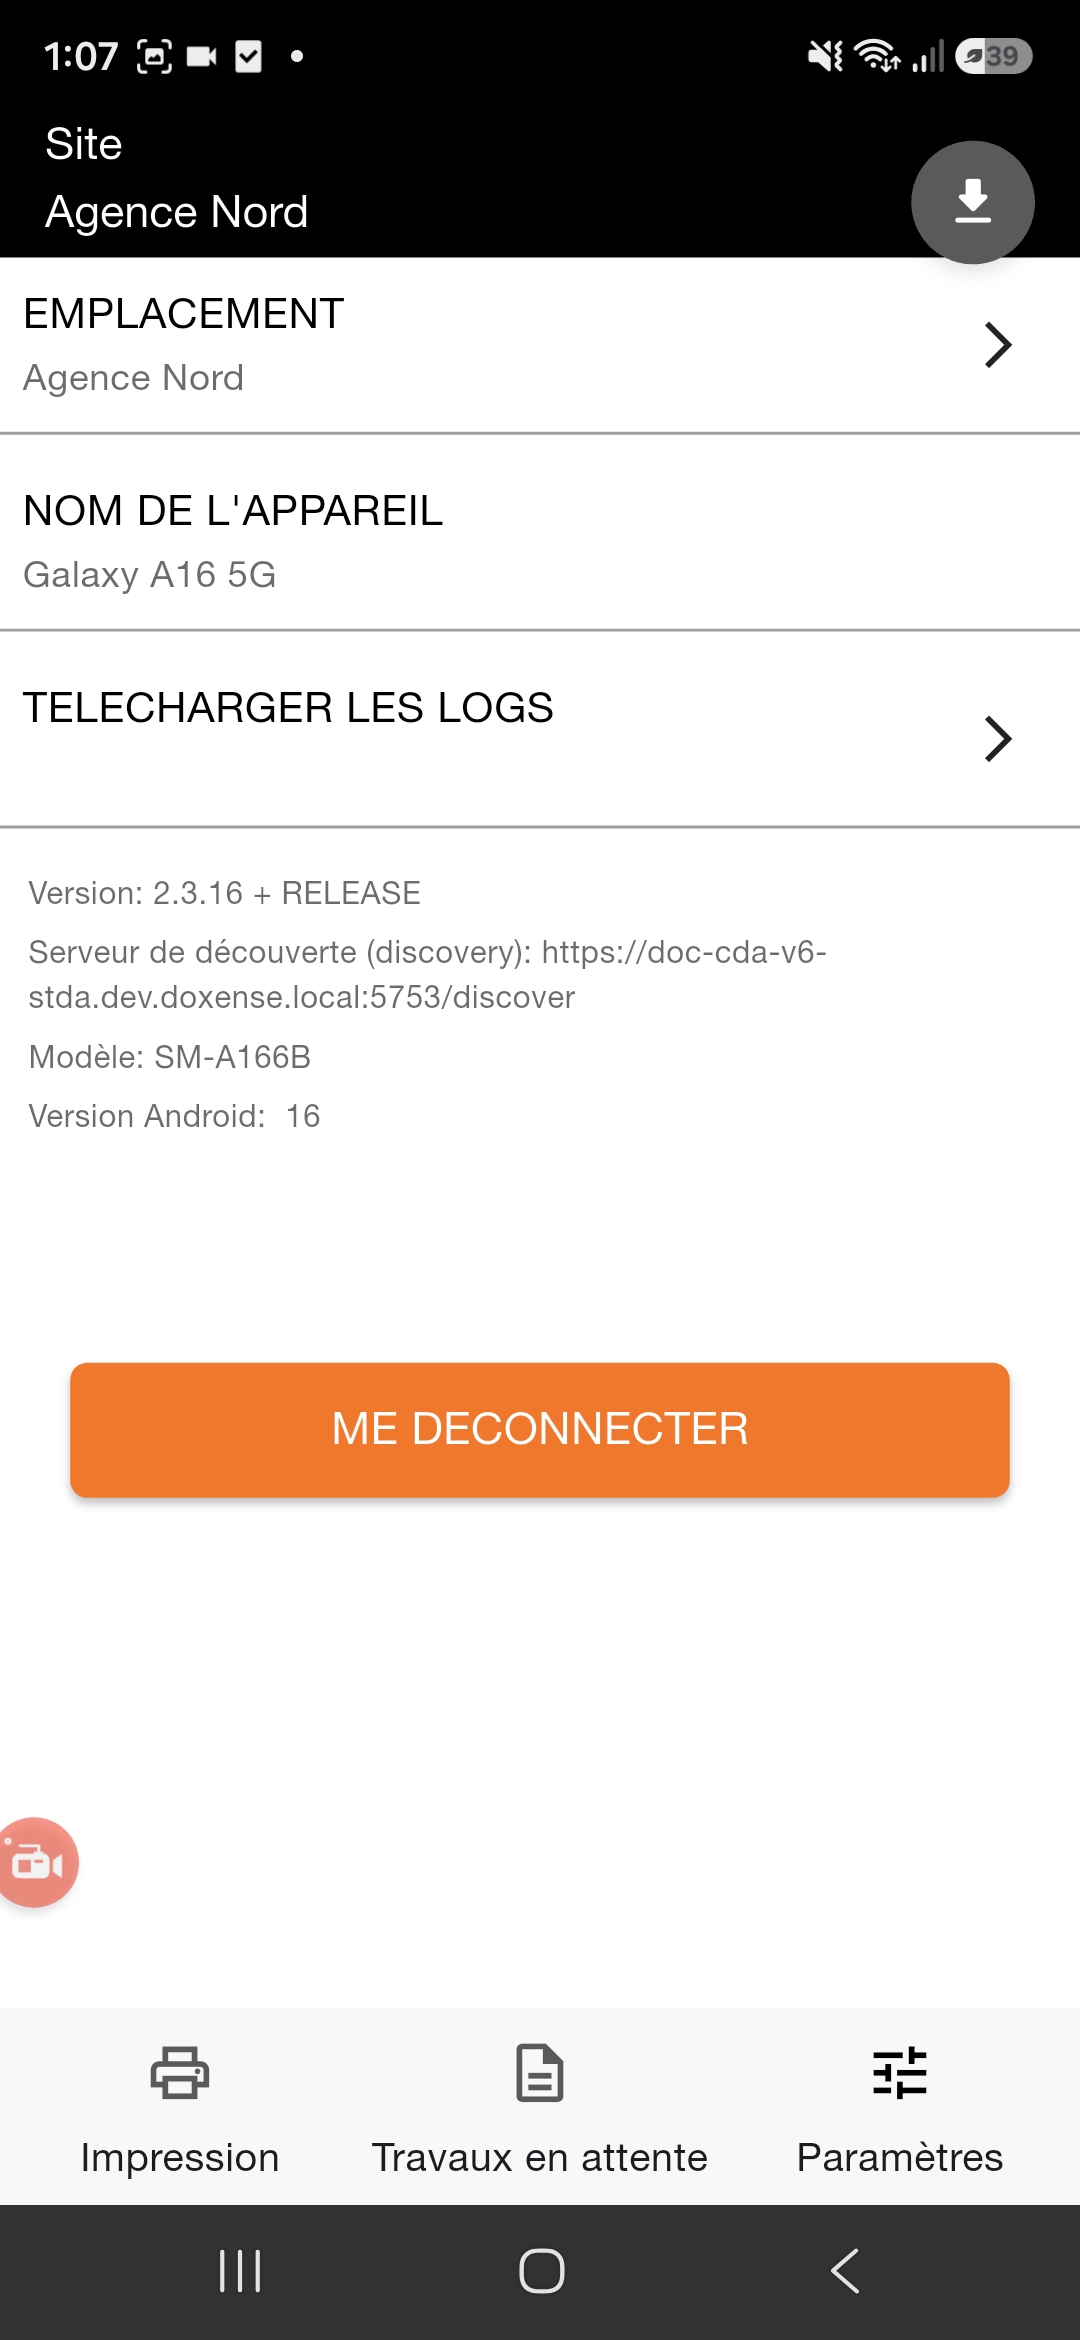 1:07
39
Site
Agence Nord
EMPLACEMENT
Agence Nord
NOM DE L'APPAREIL
Galaxy A16 5G
TELECHARGER LES LOGS
Version: 2.3.16 + RELEASE
Serveur de découverte (discovery): https://doc-cda-v6-
stda.dev.doxense.local:5753/discover
Modèle: SM-A166B
Version Android:  16
ME DECONNECTER
Impression
Travaux en attente
Paramètres